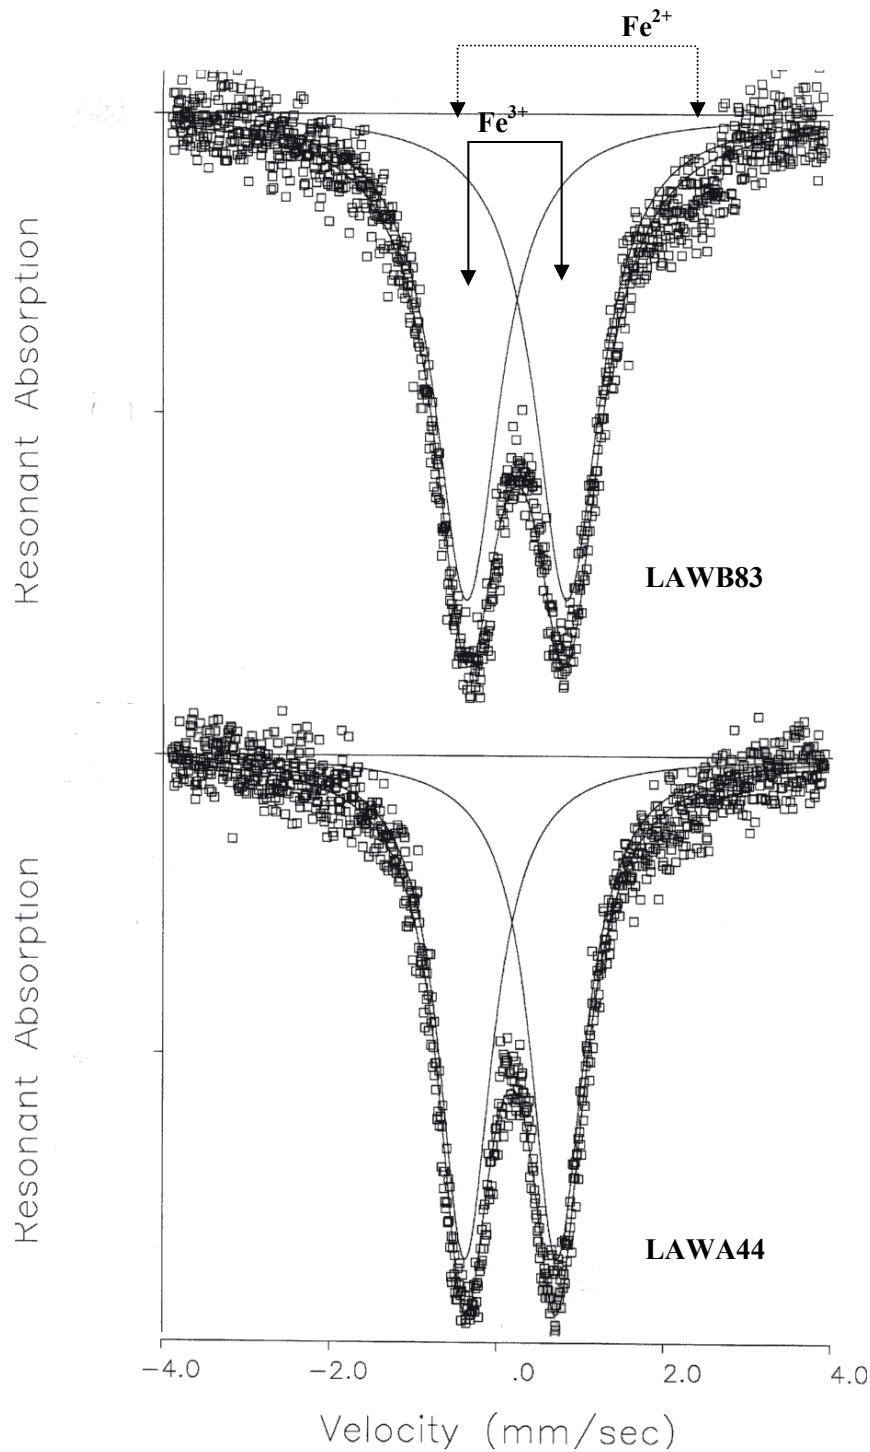 Fe2+
Fe3+
Resonant Absorption
LAWB83
Resonant Absorption
LAWA44
-4.0 -2.0 .0 2.0 4.0
Velocity (mm/sec)